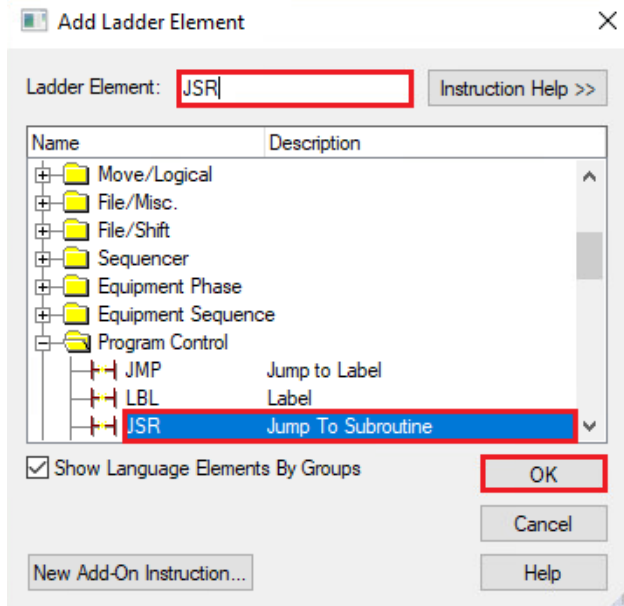 Add Ladder Element
Ladder Element: JSR Instruction Help >>
Name Description
Move/Logical
File/Misc.
File/Shift
Sequencer
Equipment Phase
Equipment Sequence
Program Control
JMP Jump to Label
LBL Label
JSR Jump To Subroutine
Show Language Elements By Groups
OK
Cancel
New Add-On Instruction... Help